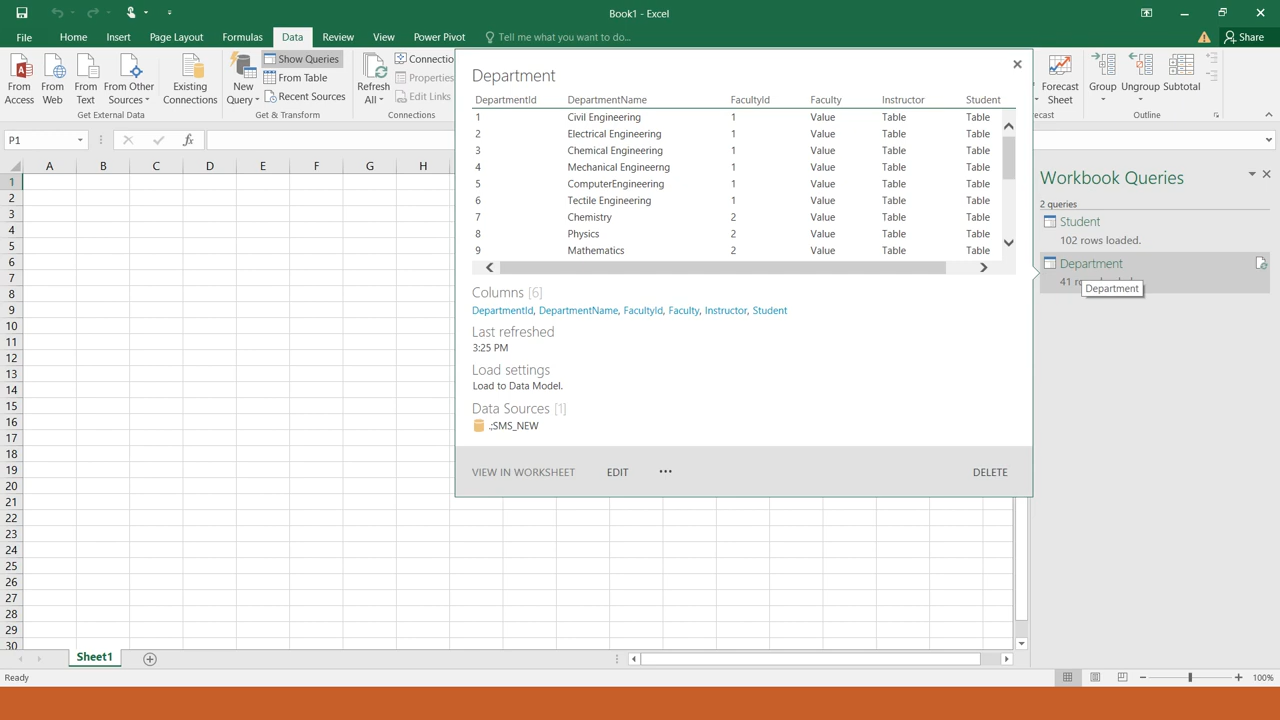 Book1 - Excel
File Home Insert Page Layout Formulas Data Review View Power Pivot Tell me what you want to do... Share
From Access
From Web
From Text
From Other Sources
Get External Data
Existing Connections
New Query
Show Queries
From Table
Recent Sources
Get & Transform
Refresh All
Connectio
Properties
Edit Links
Connections
Forecast Sheet
ecast
Group
Ungroup
Subtotal
Outline
P1
fx
A B C D E F G H
1
2
3
4
5
6
7
8
9
10
11
12
13
14
15
16
17
18
19
20
21
22
23
24
25
26
27
28
29
30
Department
DepartmentId DepartmentName FacultyId Faculty Instructor Student
1 Civil Engineering 1 Value Table Table
2 Electrical Engineering 1 Value Table Table
3 Chemical Engineering 1 Value Table Table
4 Mechanical Engineerng 1 Value Table Table
5 ComputerEngineering 1 Value Table Table
6 Tectile Engineering 1 Value Table Table
7 Chemistry 2 Value Table Table
8 Physics 2 Value Table Table
9 Mathematics 2 Value Table Table
Columns [6]
DepartmentId, DepartmentName, FacultyId, Faculty, Instructor, Student
Last refreshed
3:25 PM
Load settings
Load to Data Model.
Data Sources [1]
.;SMS_NEW
VIEW IN WORKSHEET EDIT ••• DELETE
Workbook Queries
2 queries
Student
102 rows loaded.
Department
41 ro
Department
Sheet1
Ready
100%